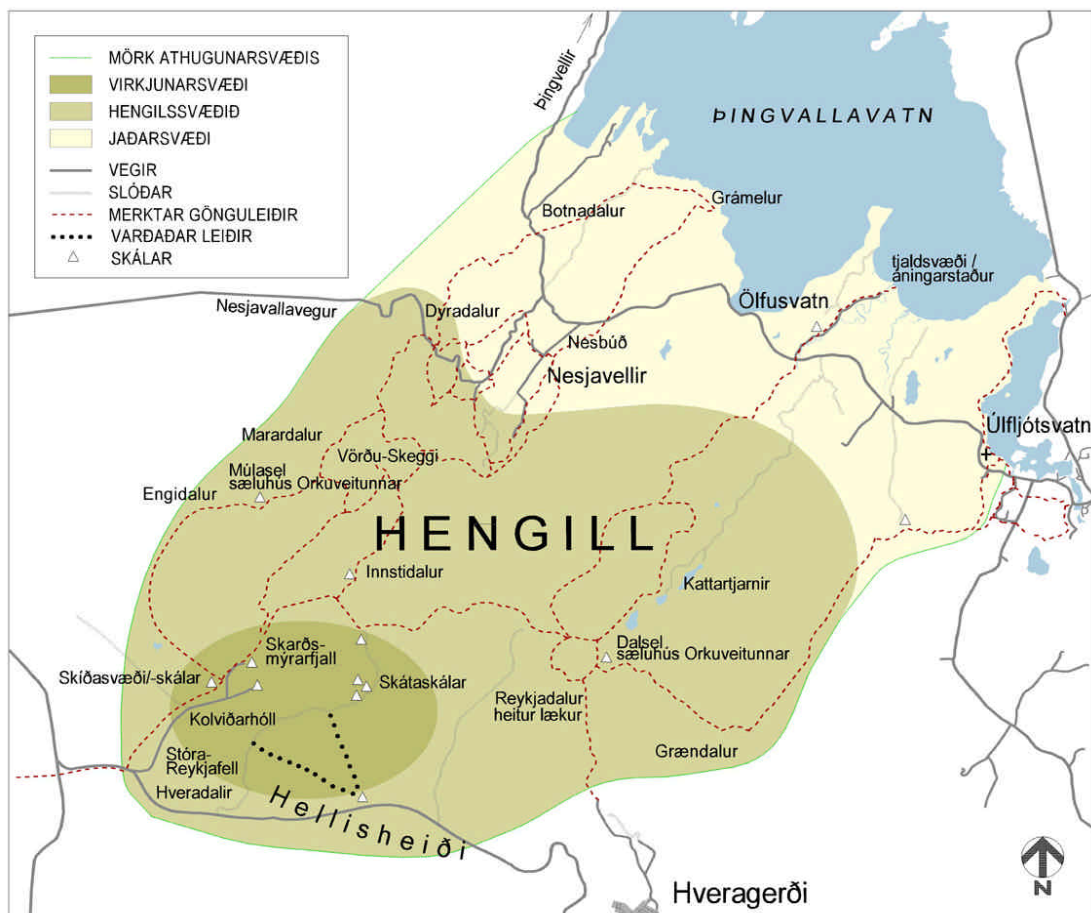 MÖRK ATHUGUNARSVÆÐIS
VIRKJUNARSVÆÐI
HENGILSSVÆÐIÐ
JAÐARSVÆÐI
VEGIR
SLÓÐAR
MERKTAR GÖNGULEIÐIR
VARÐAÐAR LEIÐIR
SKÁLAR
Þingvellir
ÞINGVALLAVATN
Grámelur
Botnadalur
tjaldsvæði /
áningarstaður
Ölfusvatn
Nesjavallavegur
Dyradalur
Nesbúð
Nesjavellir
Úlfljótsvatn
Marardalur
Vörðu-Skeggi
Múlasel
sæluhús Orkuveitunnar
Engidalur
HENGILL
Innstidalur
Kattartjarnir
Skarðs-
mýrarfjall
Dalsel
sæluhús Orkuveitunnar
Skíðasvæði/-skálar
Skátaskálar
Reykjadalur
heitur lækur
Kolviðarhóll
Grændalur
Stóra-
Reykjafell
Hveradalir
Hellisheiði
Hveragerði
N